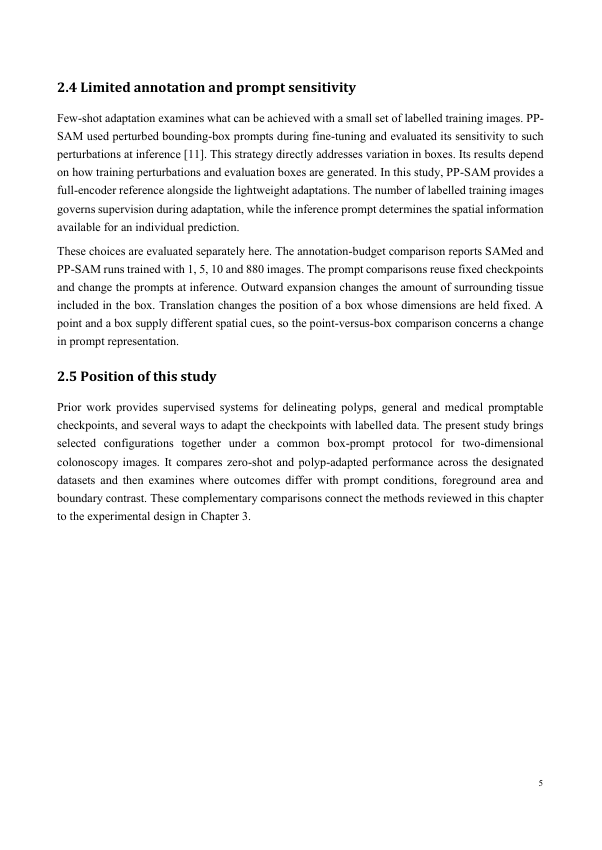 2.4 Limited annotation and prompt sensitivity
Few-shot adaptation examines what can be achieved with a small set of labelled training images. PP-
SAM used perturbed bounding-box prompts during fine-tuning and evaluated its sensitivity to such
perturbations at inference [11]. This strategy directly addresses variation in boxes. Its results depend
on how training perturbations and evaluation boxes are generated. In this study, PP-SAM provides a
full-encoder reference alongside the lightweight adaptations. The number of labelled training images
governs supervision during adaptation, while the inference prompt determines the spatial information
available for an individual prediction.
These choices are evaluated separately here. The annotation-budget comparison reports SAMed and
PP-SAM runs trained with 1, 5, 10 and 880 images. The prompt comparisons reuse fixed checkpoints
and change the prompts at inference. Outward expansion changes the amount of surrounding tissue
included in the box. Translation changes the position of a box whose dimensions are held fixed. A
point and a box supply different spatial cues, so the point-versus-box comparison concerns a change
in prompt representation.
2.5 Position of this study
Prior work provides supervised systems for delineating polyps, general and medical promptable
checkpoints, and several ways to adapt the checkpoints with labelled data. The present study brings
selected configurations together under a common box-prompt protocol for two-dimensional
colonoscopy images. It compares zero-shot and polyp-adapted performance across the designated
datasets and then examines where outcomes differ with prompt conditions, foreground area and
boundary contrast. These complementary comparisons connect the methods reviewed in this chapter
to the experimental design in Chapter 3.
5